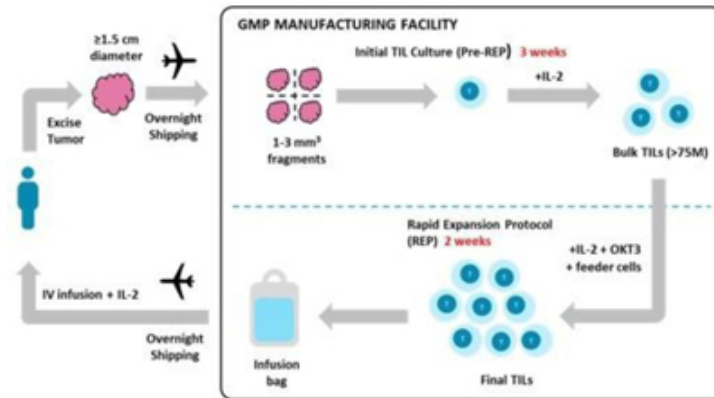 GMP MANUFACTURING FACILITY
≥1.5 cm
diameter
Excise
Tumor
Overnight
Shipping
Initial TIL Culture (Pre-REP) 3 weeks
1-3 mm³
fragments
+IL-2
T
T
T
T
Bulk TILs (>75M)
+IL-2 + OKT3
+ feeder cells
Rapid Expansion Protocol
(REP) 2 weeks
T
T
T
T
T
T
T
T
Final TILs
Infusion
bag
Overnight
Shipping
IV infusion + IL-2